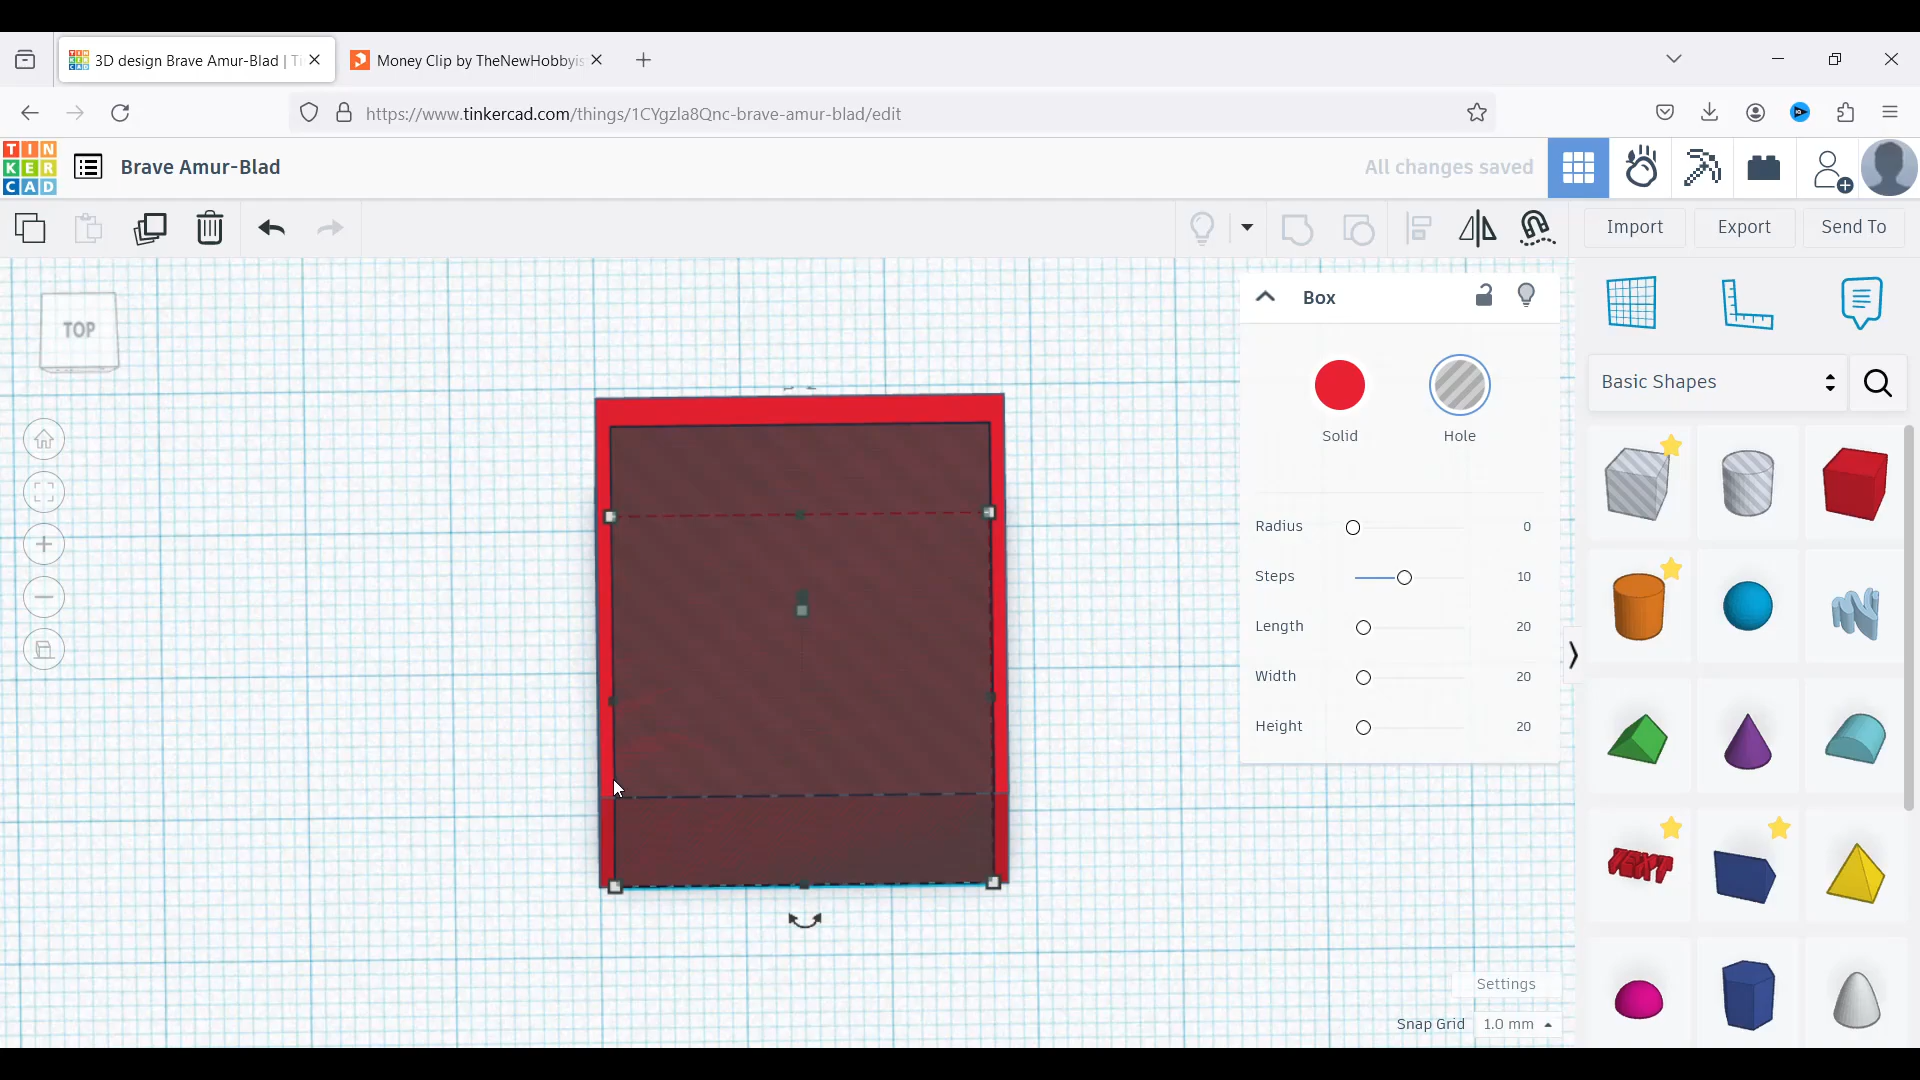 3D design Brave Amur-Blad | Ti
Money Clip by TheNewHobbyis
https://www.tinkercad.com/things/1CYgzla8Qnc-brave-amur-blad/edit
TIN
KER
CAD
Brave Amur-Blad
All changes saved
Import
Export
Send To
TOP
Box
Solid
Hole
Radius
0
Steps
10
Length
20
Width
20
Height
20
Basic Shapes
TEXT
Settings
Snap Grid
1.0 mm